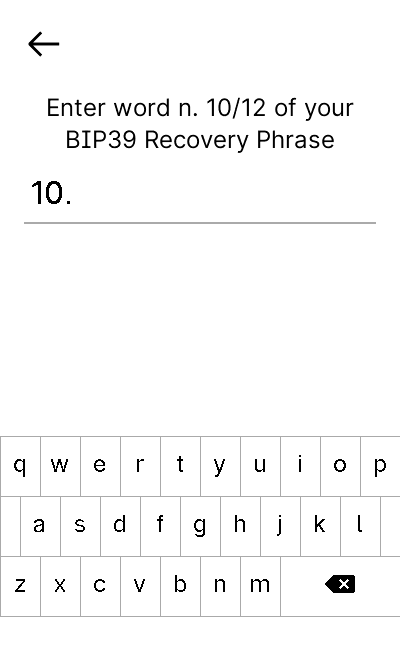 Enter word n. 10/12 of your
BIP39 Recovery Phrase
10.
q w e r t y u i o p
a s d f g h j k l
z x c v b n m